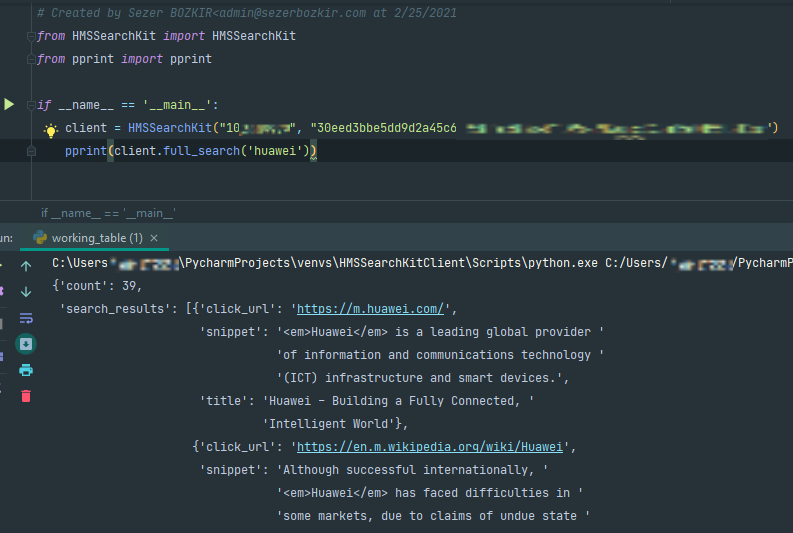 # Created by Sezer BOZKIR<admin@sezerbozkir.com at 2/25/2021
from HMSSearchKit import HMSSearchKit
from pprint import pprint
if __name__ == '__main__':
client = HMSSearchKit("10 ", "30eed3bbe5dd9d2a45c6 ')
pprint(client.full_search('huawei'))
if __name__ == '__main__'
un: working_table (1) ×
C:\Users \PycharmProjects\venvs\HMSSearchKitClient\Scripts\python.exe C:/Users/ /PycharmP
{'count': 39,
'search_results': [{'click_url': 'https://m.huawei.com/',
'snippet': '<em>Huawei</em> is a leading global provider '
'of information and communications technology '
'(ICT) infrastructure and smart devices.',
'title': 'Huawei - Building a Fully Connected, '
'Intelligent World'},
{'click_url': 'https://en.m.wikipedia.org/wiki/Huawei',
'snippet': 'Although successful internationally, '
'<em>Huawei</em> has faced difficulties in '
'some markets, due to claims of undue state '